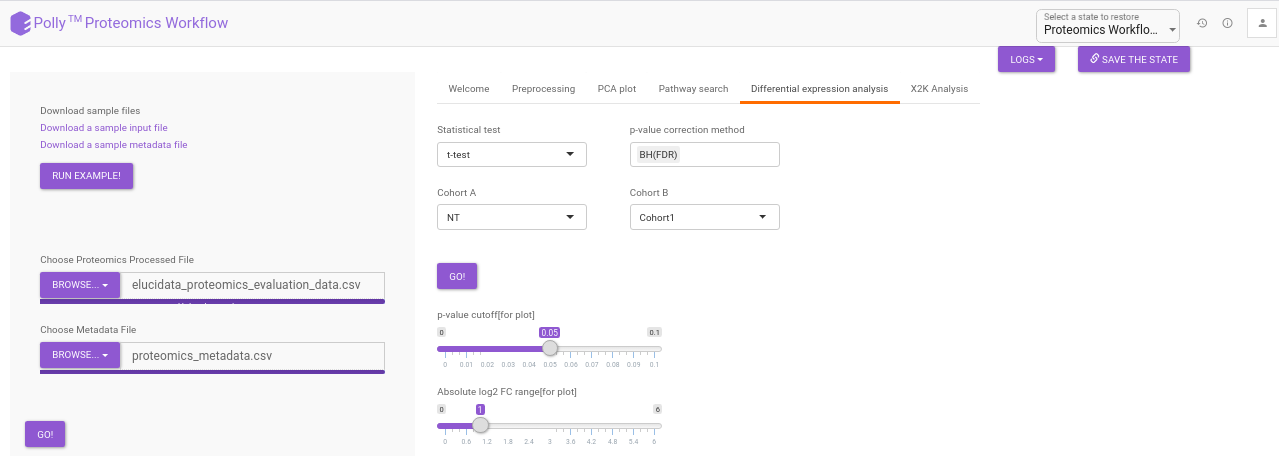 Polly TM Proteomics Workflow
Select a state to restore
Proteomics Workflo...
LOGS
SAVE THE STATE
Download sample files
Download a sample input file
Download a sample metadata file
RUN EXAMPLE!
Choose Proteomics Processed File
BROWSE... elucidata_proteomics_evaluation_data.csv
Choose Metadata File
BROWSE... proteomics_metadata.csv
GO!
Welcome Preprocessing PCA plot Pathway search Differential expression analysis X2K Analysis
Statistical test p-value correction method
t-test BH(FDR)
Cohort A Cohort B
NT Cohort1
GO!
p-value cutoff[for plot]
0 0.05 0.1
0 0.01 0.02 0.03 0.04 0.05 0.06 0.07 0.08 0.09 0.1
Absolute log2 FC range[for plot]
0 1 6
0 0.6 1.2 1.8 2.4 3 3.6 4.2 4.8 5.4 6